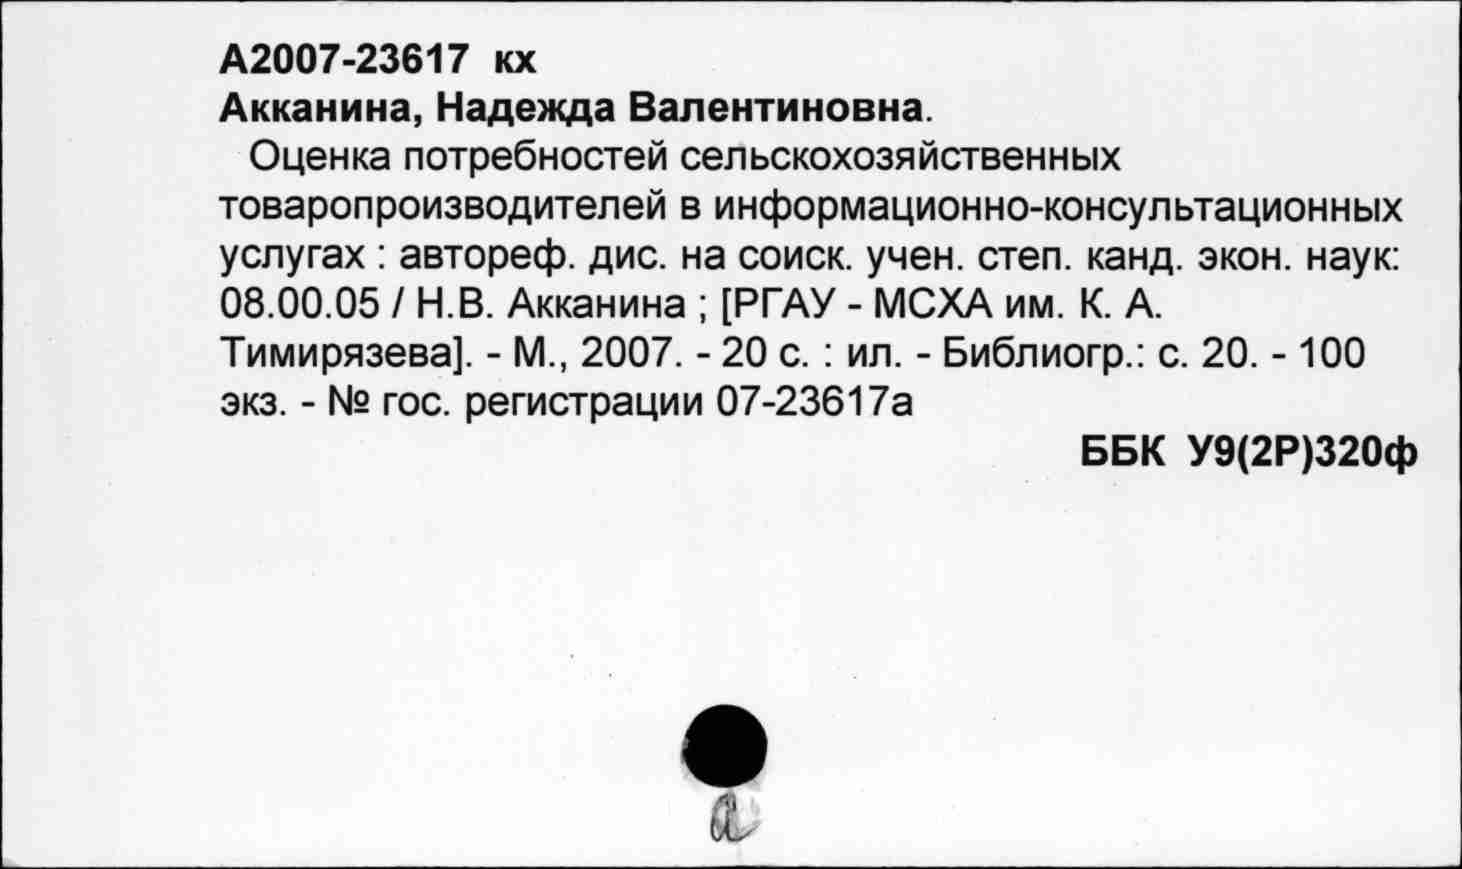 А2007-23617 кх
Акканина, Надежда Валентиновна.
Оценка потребностей сельскохозяйственных
товаропроизводителей в информационно-консультационных
услугах : автореф. дис. на соиск. учен. степ. канд. экон. наук:
08.00.05 / Н.В. Акканина ; [РГАУ - МСХА им. К. А.
Тимирязева]. - М., 2007. - 20 с. : ил. - Библиогр.: с. 20. - 100
экз. - № гос. регистрации 07-23617а
ББК У9(2Р)320ф
а